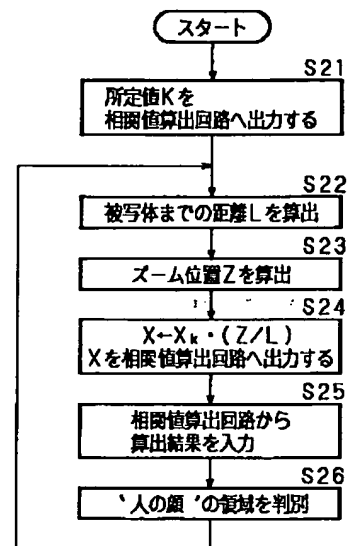 スタート
S21
所定値Kを
相関値算出回路へ出力する
S22
被写体までの距離Lを算出
S23
ズーム位置Zを算出
S24
X←Xk・(Z/L)
Xを相関値算出回路へ出力する
S25
相関値算出回路から
算出結果を入力
S26
‵人の顔′の領域を判別